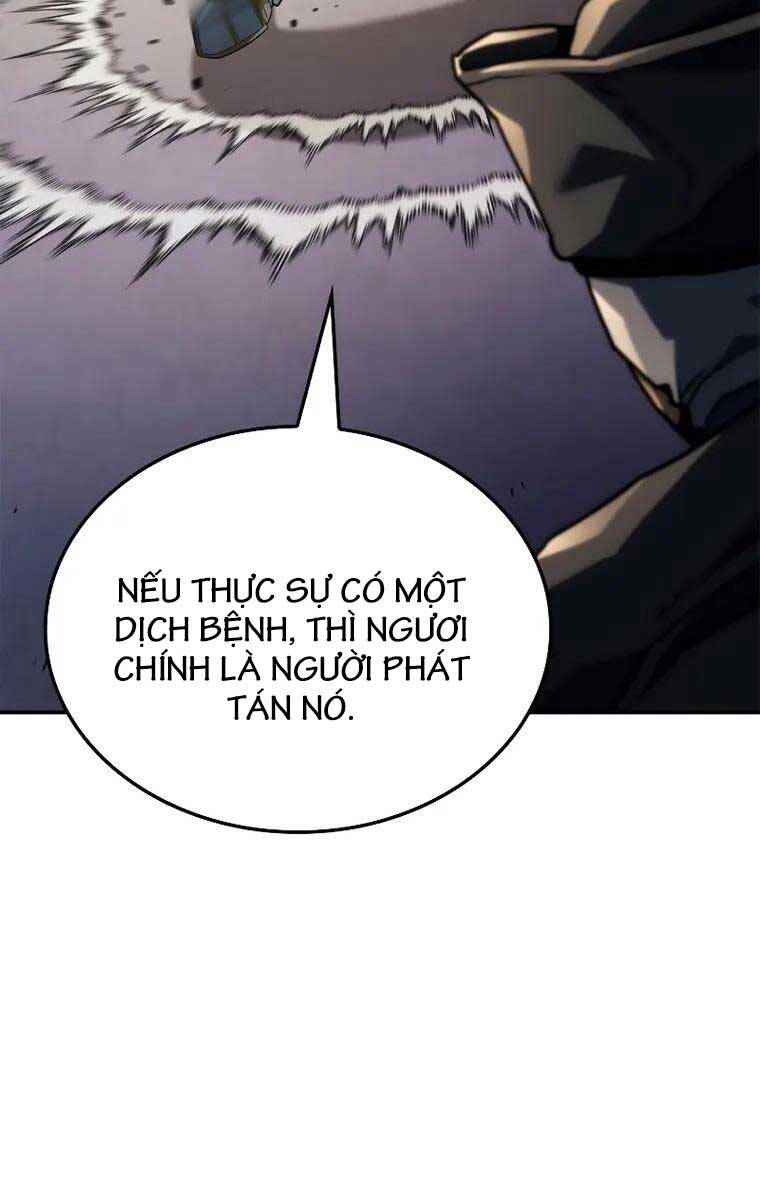 NẾU THỰC SỰ CÓ MỘT
DỊCH BỆNH, THÌ NGƯƠI
CHÍNH LÀ NGƯỜI PHÁT
TÁN NÓ.